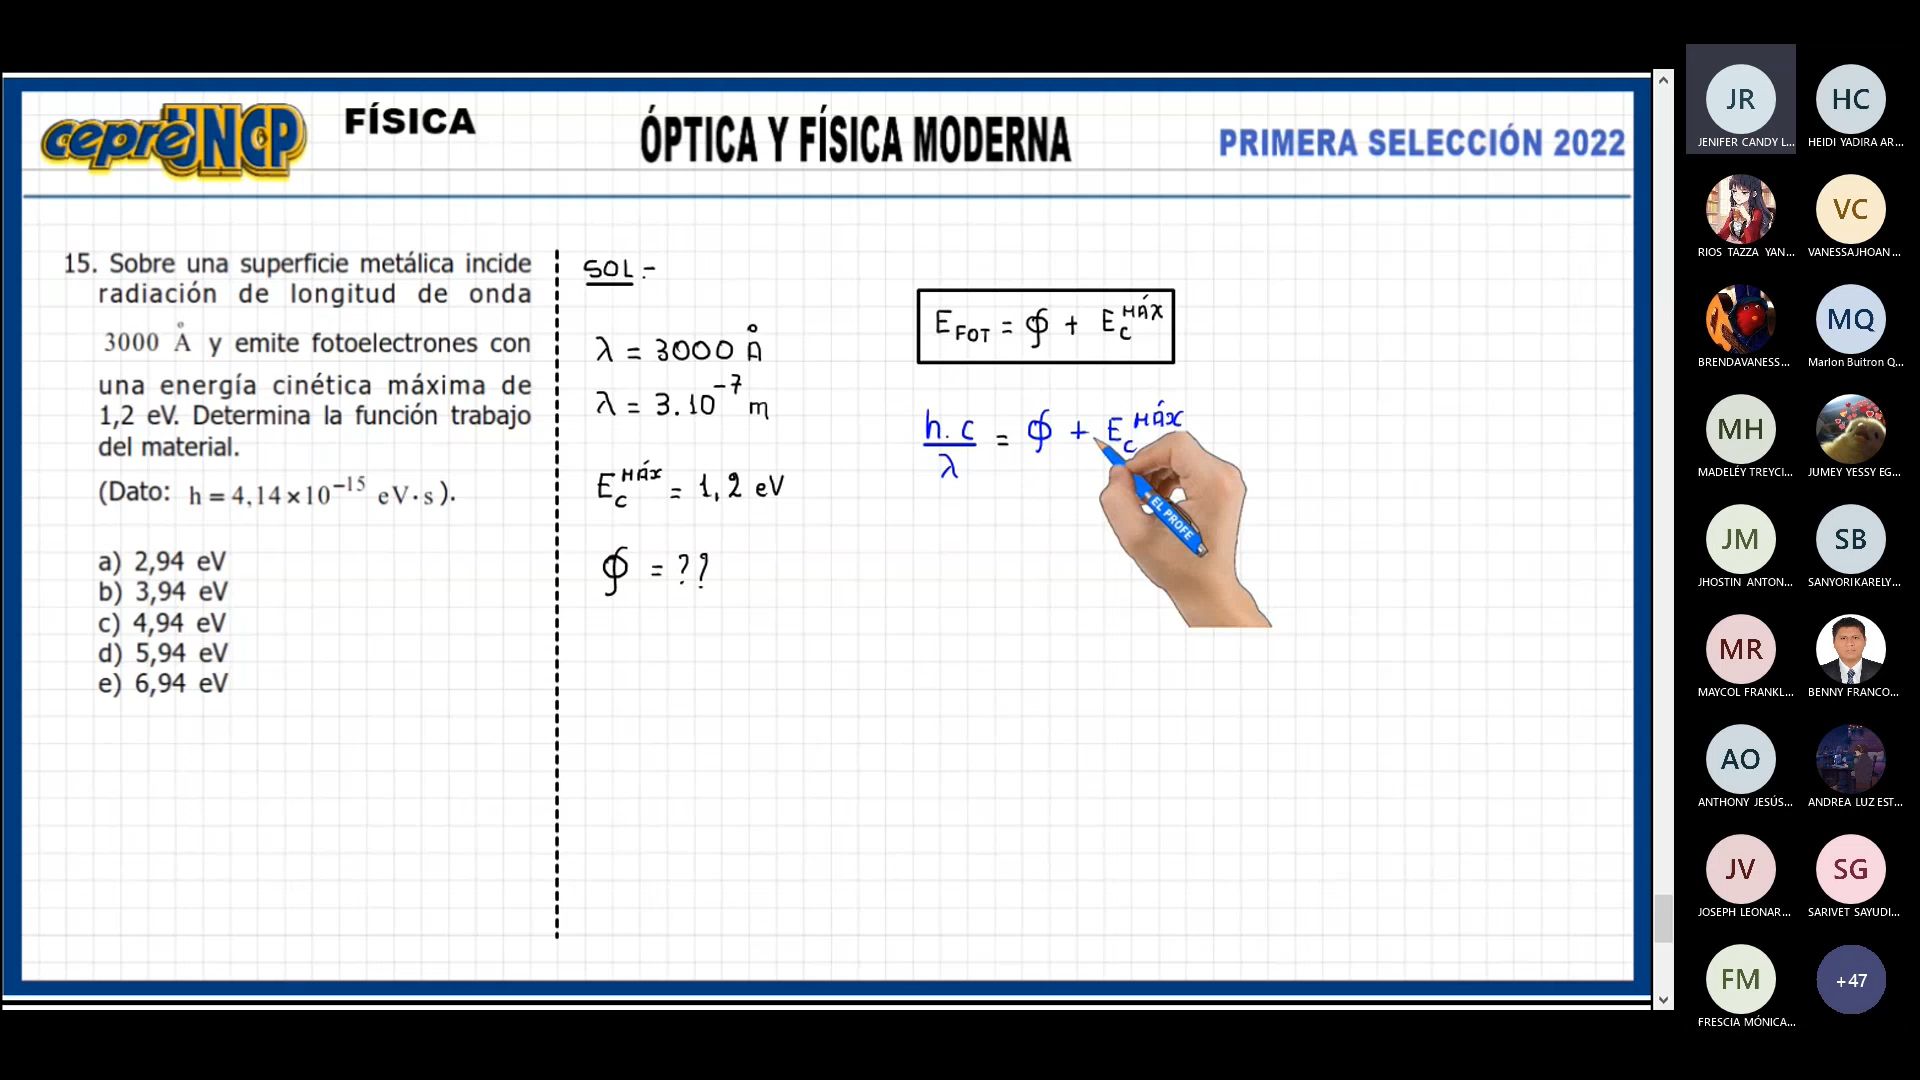 cepreUNCP
FÍSICA
ÓPTICA Y FÍSICA MODERNA
PRIMERA SELECCIÓN 2022
15. Sobre una superficie metálica incide
radiación de longitud de onda
3000 Å y emite fotoelectrones con
una energía cinética máxima de
1,2 eV. Determina la función trabajo
del material.
(Dato: h = 4,14×10⁻¹⁵ eV·s).
a) 2,94 eV
b) 3,94 eV
c) 4,94 eV
d) 5,94 eV
e) 6,94 eV
SOL:-
λ = 3000 Å
λ = 3.10⁻⁷ m
E_C^MÁX = 1,2 eV
ϕ = ??
E_FOT = ϕ + E_C^MÁX
h.c/λ = ϕ + E_C^MÁX
EL PROFE
JR
JENIFER CANDY L...
HC
HEIDI YADIRA AR...
RIOS TAZZA YAN...
VC
VANESSAJHOAN...
BRENDAVANESS...
MQ
Marlon Buitron Q...
MH
MADELÉY TREYCI...
JUMEY YESSY EG...
JM
JHOSTIN ANTON...
SB
SANYORIKARELY...
MR
MAYCOL FRANKL...
BENNY FRANCO...
AO
ANTHONY JESÚS...
ANDREA LUZ EST...
JV
JOSEPH LEONAR...
SG
SARIVET SAYUDI...
FM
FRESCIA MÓNICA...
+47